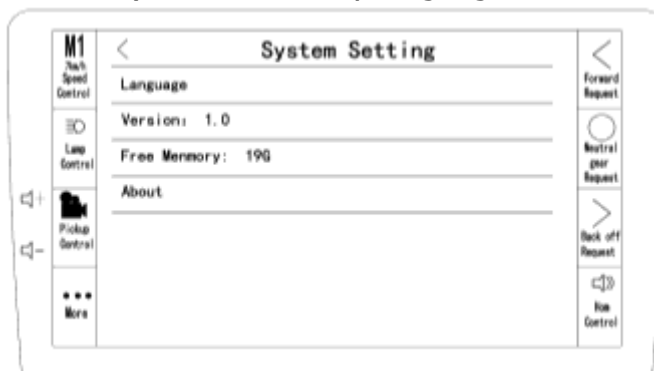 M1
7km/h
Speed
Control
Lamp
Control
Pickup
Control
More
System Setting
Language
Version: 1.0
Free Menmory: 19G
About
Forward
Request
Neutral
gear
Request
Back off
Request
Control